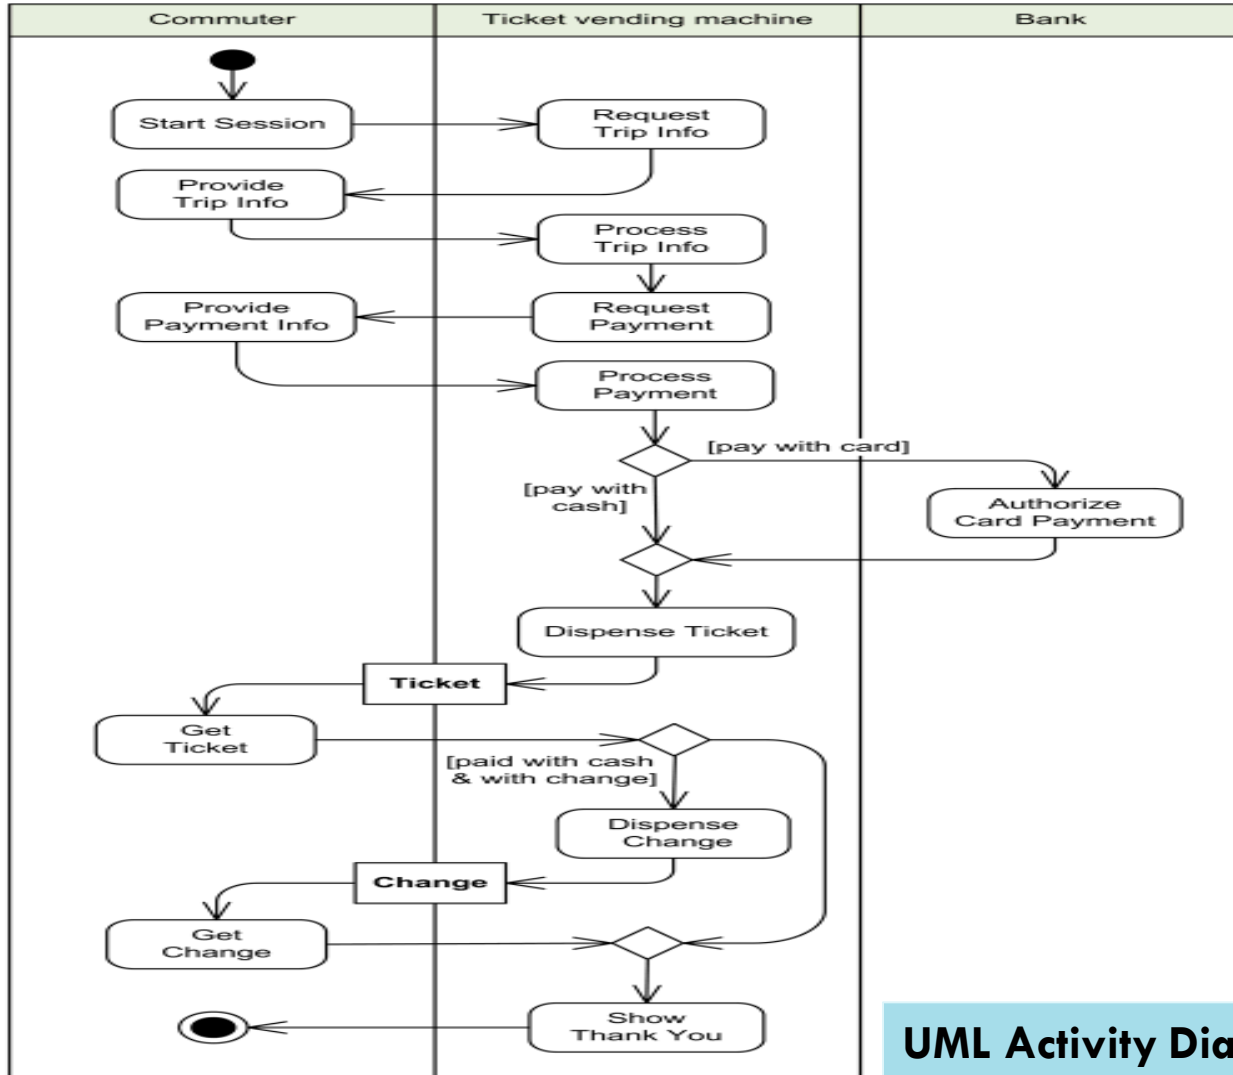 Commuter
Ticket vending machine
Bank
Start Session
Request
Trip Info
Provide
Trip Info
Process
Trip Info
Provide
Payment Info
Request
Payment
Process
Payment
[pay with card]
[pay with
cash]
Authorize
Card Payment
Dispense Ticket
Ticket
Get
Ticket
[paid with cash
& with change]
Dispense
Change
Change
Get
Change
Show
Thank You
UML Activity Dia